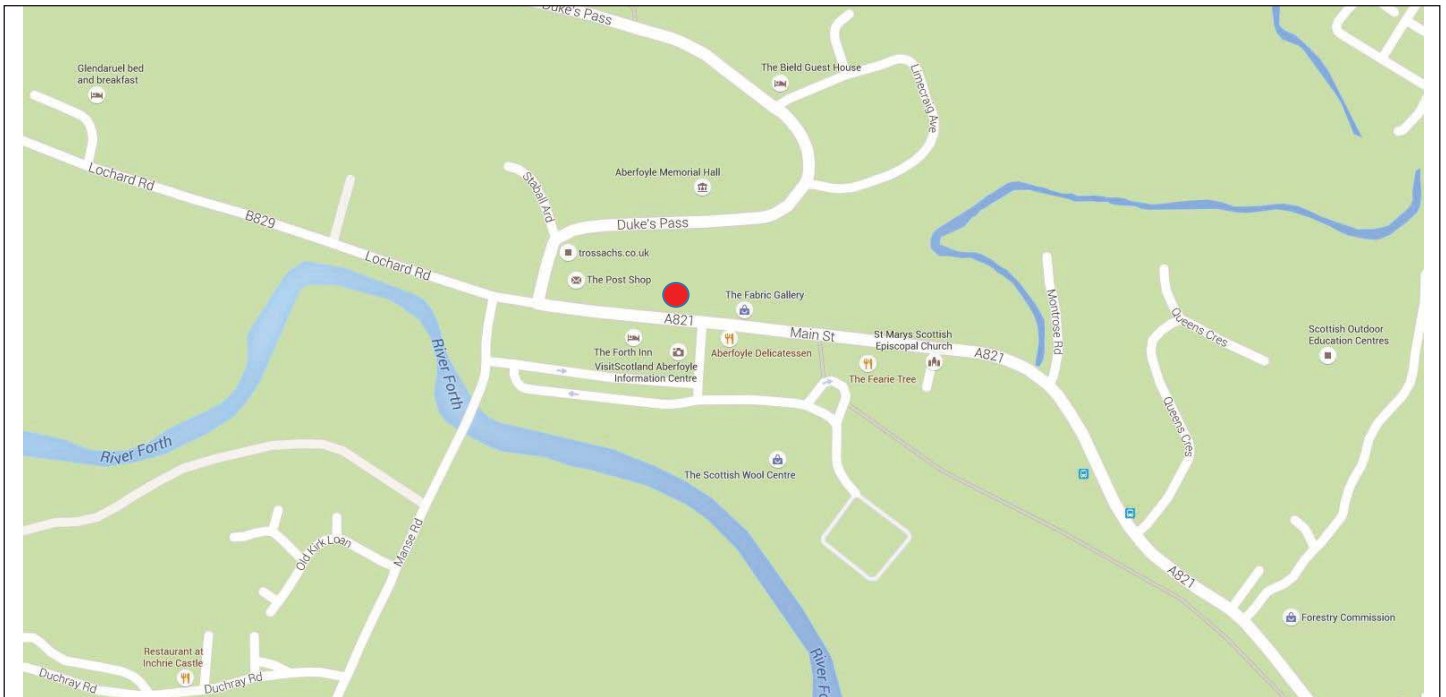 Duke's Pass
Glendaruel bed
and breakfast
The Bield Guest House
Limecraig Ave
Lochard Rd
Aberfoyle Memorial Hall
Staball Ard
B829
Duke's Pass
trossachs.co.uk
Lochard Rd
The Post Shop
The Fabric Gallery
A821
Main St
St Marys Scottish
Episcopal Church
A821
Montrose Rd
Queens Cres
Scottish Outdoor
Education Centres
The Forth Inn
VisitScotland Aberfoyle
Information Centre
Aberfoyle Delicatessen
The Fearie Tree
River Forth
Queens Cres
River Forth
The Scottish Wool Centre
Manse Rd
Old Kirk Loan
A821
Forestry Commission
Restaurant at
Inchrie Castle
Duchray Rd
Duchray Rd
River Fo